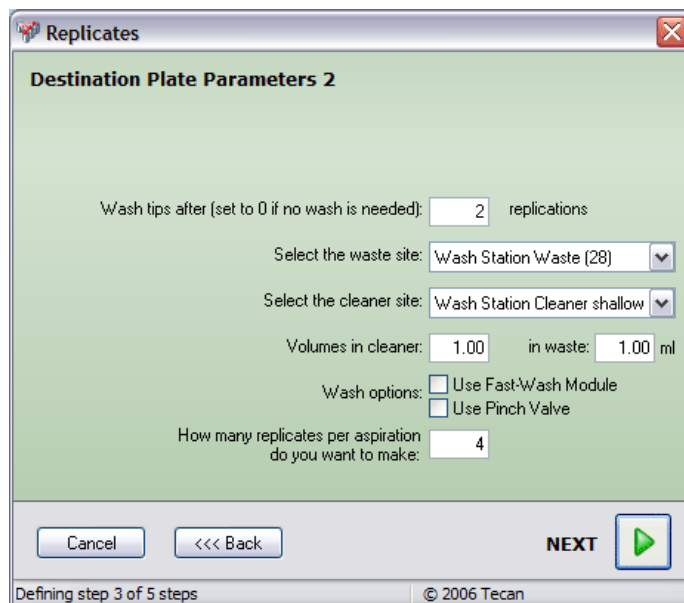 Replicates
Destination Plate Parameters 2
Wash tips after (set to 0 if no wash is needed): 2 replications
Select the waste site: Wash Station Waste (28)
Select the cleaner site: Wash Station Cleaner shallow
Volumes in cleaner: 1.00 in waste: 1.00 ml
Wash options: Use Fast-Wash Module
Use Pinch Valve
How many replicates per aspiration
do you want to make: 4
Cancel <<< Back NEXT
Defining step 3 of 5 steps © 2006 Tecan